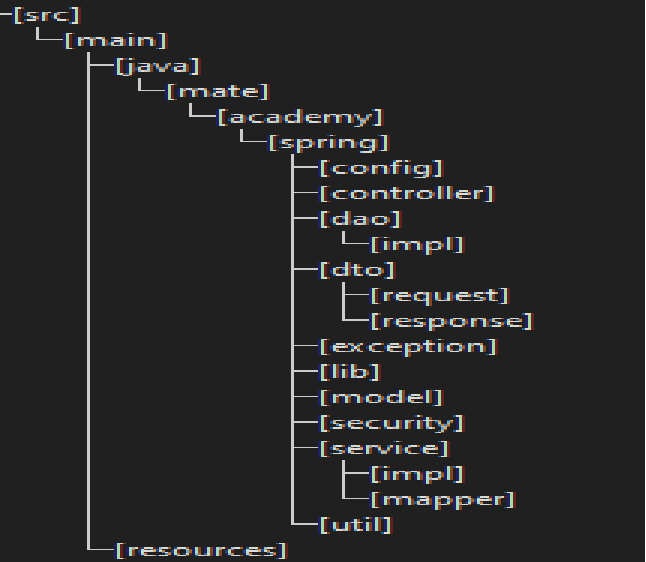 [src]
[main]
[java]
[mate]
[academy]
[spring]
[config]
[controller]
[dao]
[impl]
[dto]
[request]
[response]
[exception]
[lib]
[model]
[security]
[service]
[impl]
[mapper]
[util]
[resources]